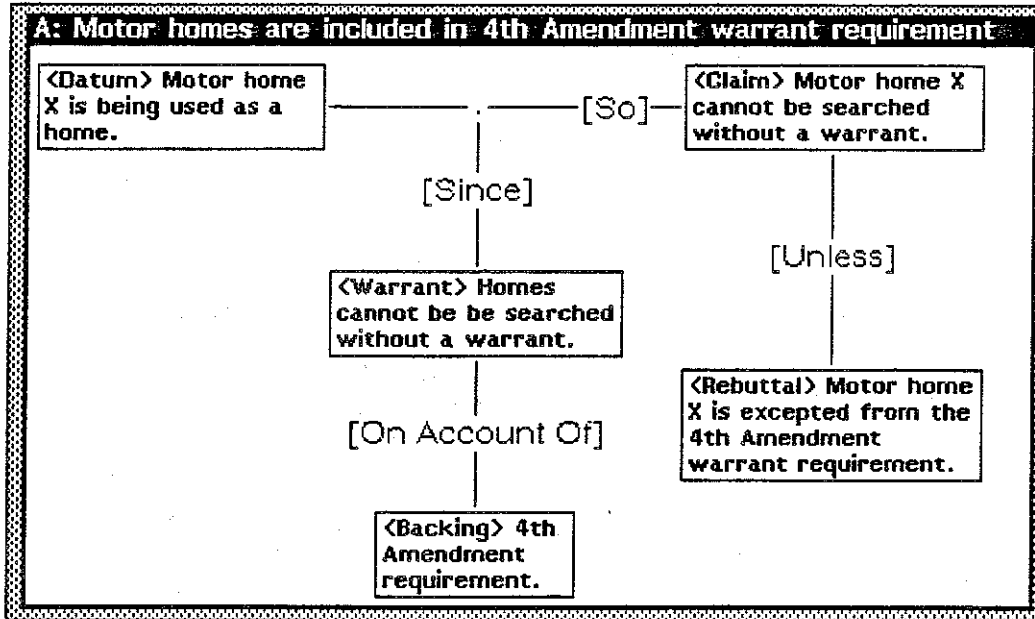 A: Motor homes are included in 4th Amendment warrant requirement
<Datum> Motor home
X is being used as a
home.
[So]
<Claim> Motor home X
cannot be searched
without a warrant.
[Since]
[Unless]
<Warrant> Homes
cannot be be searched
without a warrant.
<Rebuttal> Motor home
X is excepted from the
4th Amendment
warrant requirement.
[On Account Of]
<Backing> 4th
Amendment
requirement.